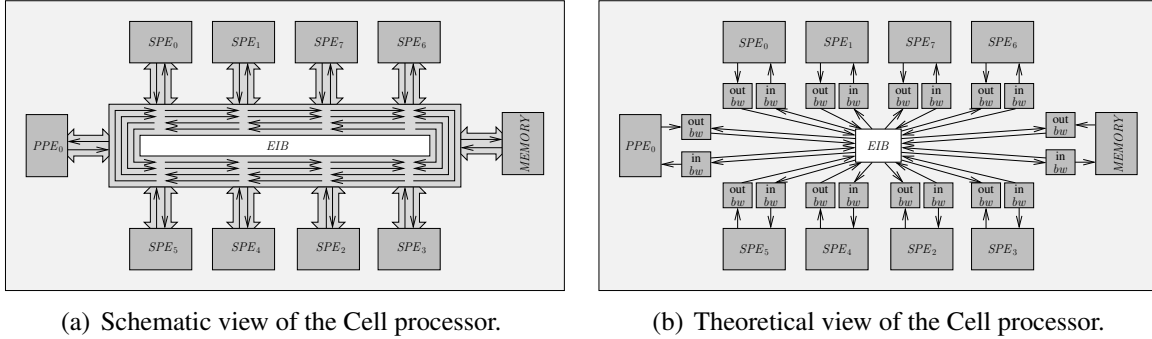 SPE0 SPE1 SPE7 SPE6
PPE0
EIB
MEMORY
SPE5 SPE4 SPE2 SPE3
(a) Schematic view of the Cell processor.
SPE0 SPE1 SPE7 SPE6
out in out in out in out in
bw bw bw bw bw bw bw bw
out
bw
out
bw
PPE0
EIB
MEMORY
in
bw
in
bw
out in out in out in out in
bw bw bw bw bw bw bw bw
SPE5 SPE4 SPE2 SPE3
(b) Theoretical view of the Cell processor.